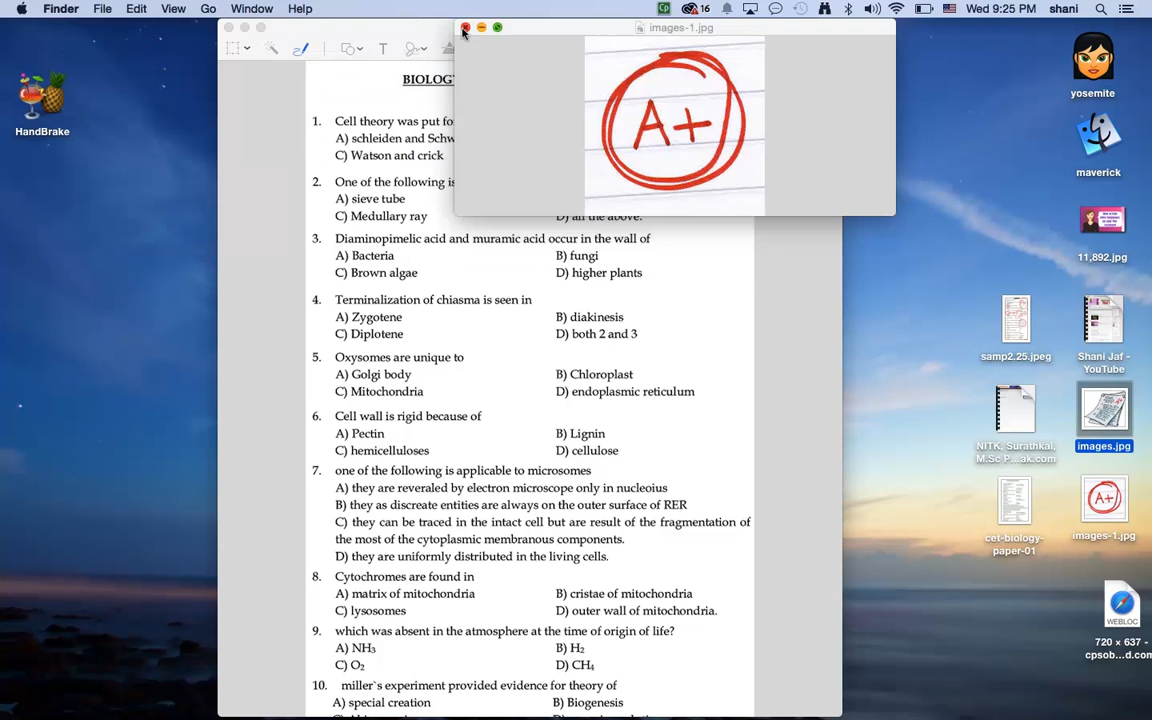 Finder File Edit View Go Window Help
16
Wed 9:25 PM shani
images-1.jpg
A+
HandBrake
BIOLOGY
1. Cell theory was put fo
A) schleiden and Schw
C) Watson and crick
2. One of the following is
A) sieve tube
C) Medullary ray D) all the above.
3. Diaminopimelic acid and muramic acid occur in the wall of
A) Bacteria B) fungi
C) Brown algae D) higher plants
4. Terminalization of chiasma is seen in
A) Zygotene B) diakinesis
C) Diplotene D) both 2 and 3
5. Oxysomes are unique to
A) Golgi body B) Chloroplast
C) Mitochondria D) endoplasmic reticulum
6. Cell wall is rigid because of
A) Pectin B) Lignin
C) hemicelluloses D) cellulose
7. one of the following is applicable to microsomes
A) they are reveraled by electron microscope only in nucleoius
B) they as discreate entities are always on the outer surface of RER
C) they can be traced in the intact cell but are result of the fragmentation of
the most of the cytoplasmic membranous components.
D) they are uniformly distributed in the living cells.
8. Cytochromes are found in
A) matrix of mitochondria B) cristae of mitochondria
C) lysosomes D) outer wall of mitochondria.
9. which was absent in the atmosphere at the time of origin of life?
A) NH₃ B) H₂
C) O₂ D) CH₄
10. miller`s experiment provided evidence for theory of
A) special creation B) Biogenesis
yosemite
maverick
11,892.jpg
samp2.25.jpeg
Shani Jaf -
YouTube
NITK, Surathkal,
M.Sc P...ak.com
images.jpg
cet-biology-
paper-01
images-1.jpg
WEBLOG
720 × 637 -
cpsob...d.com